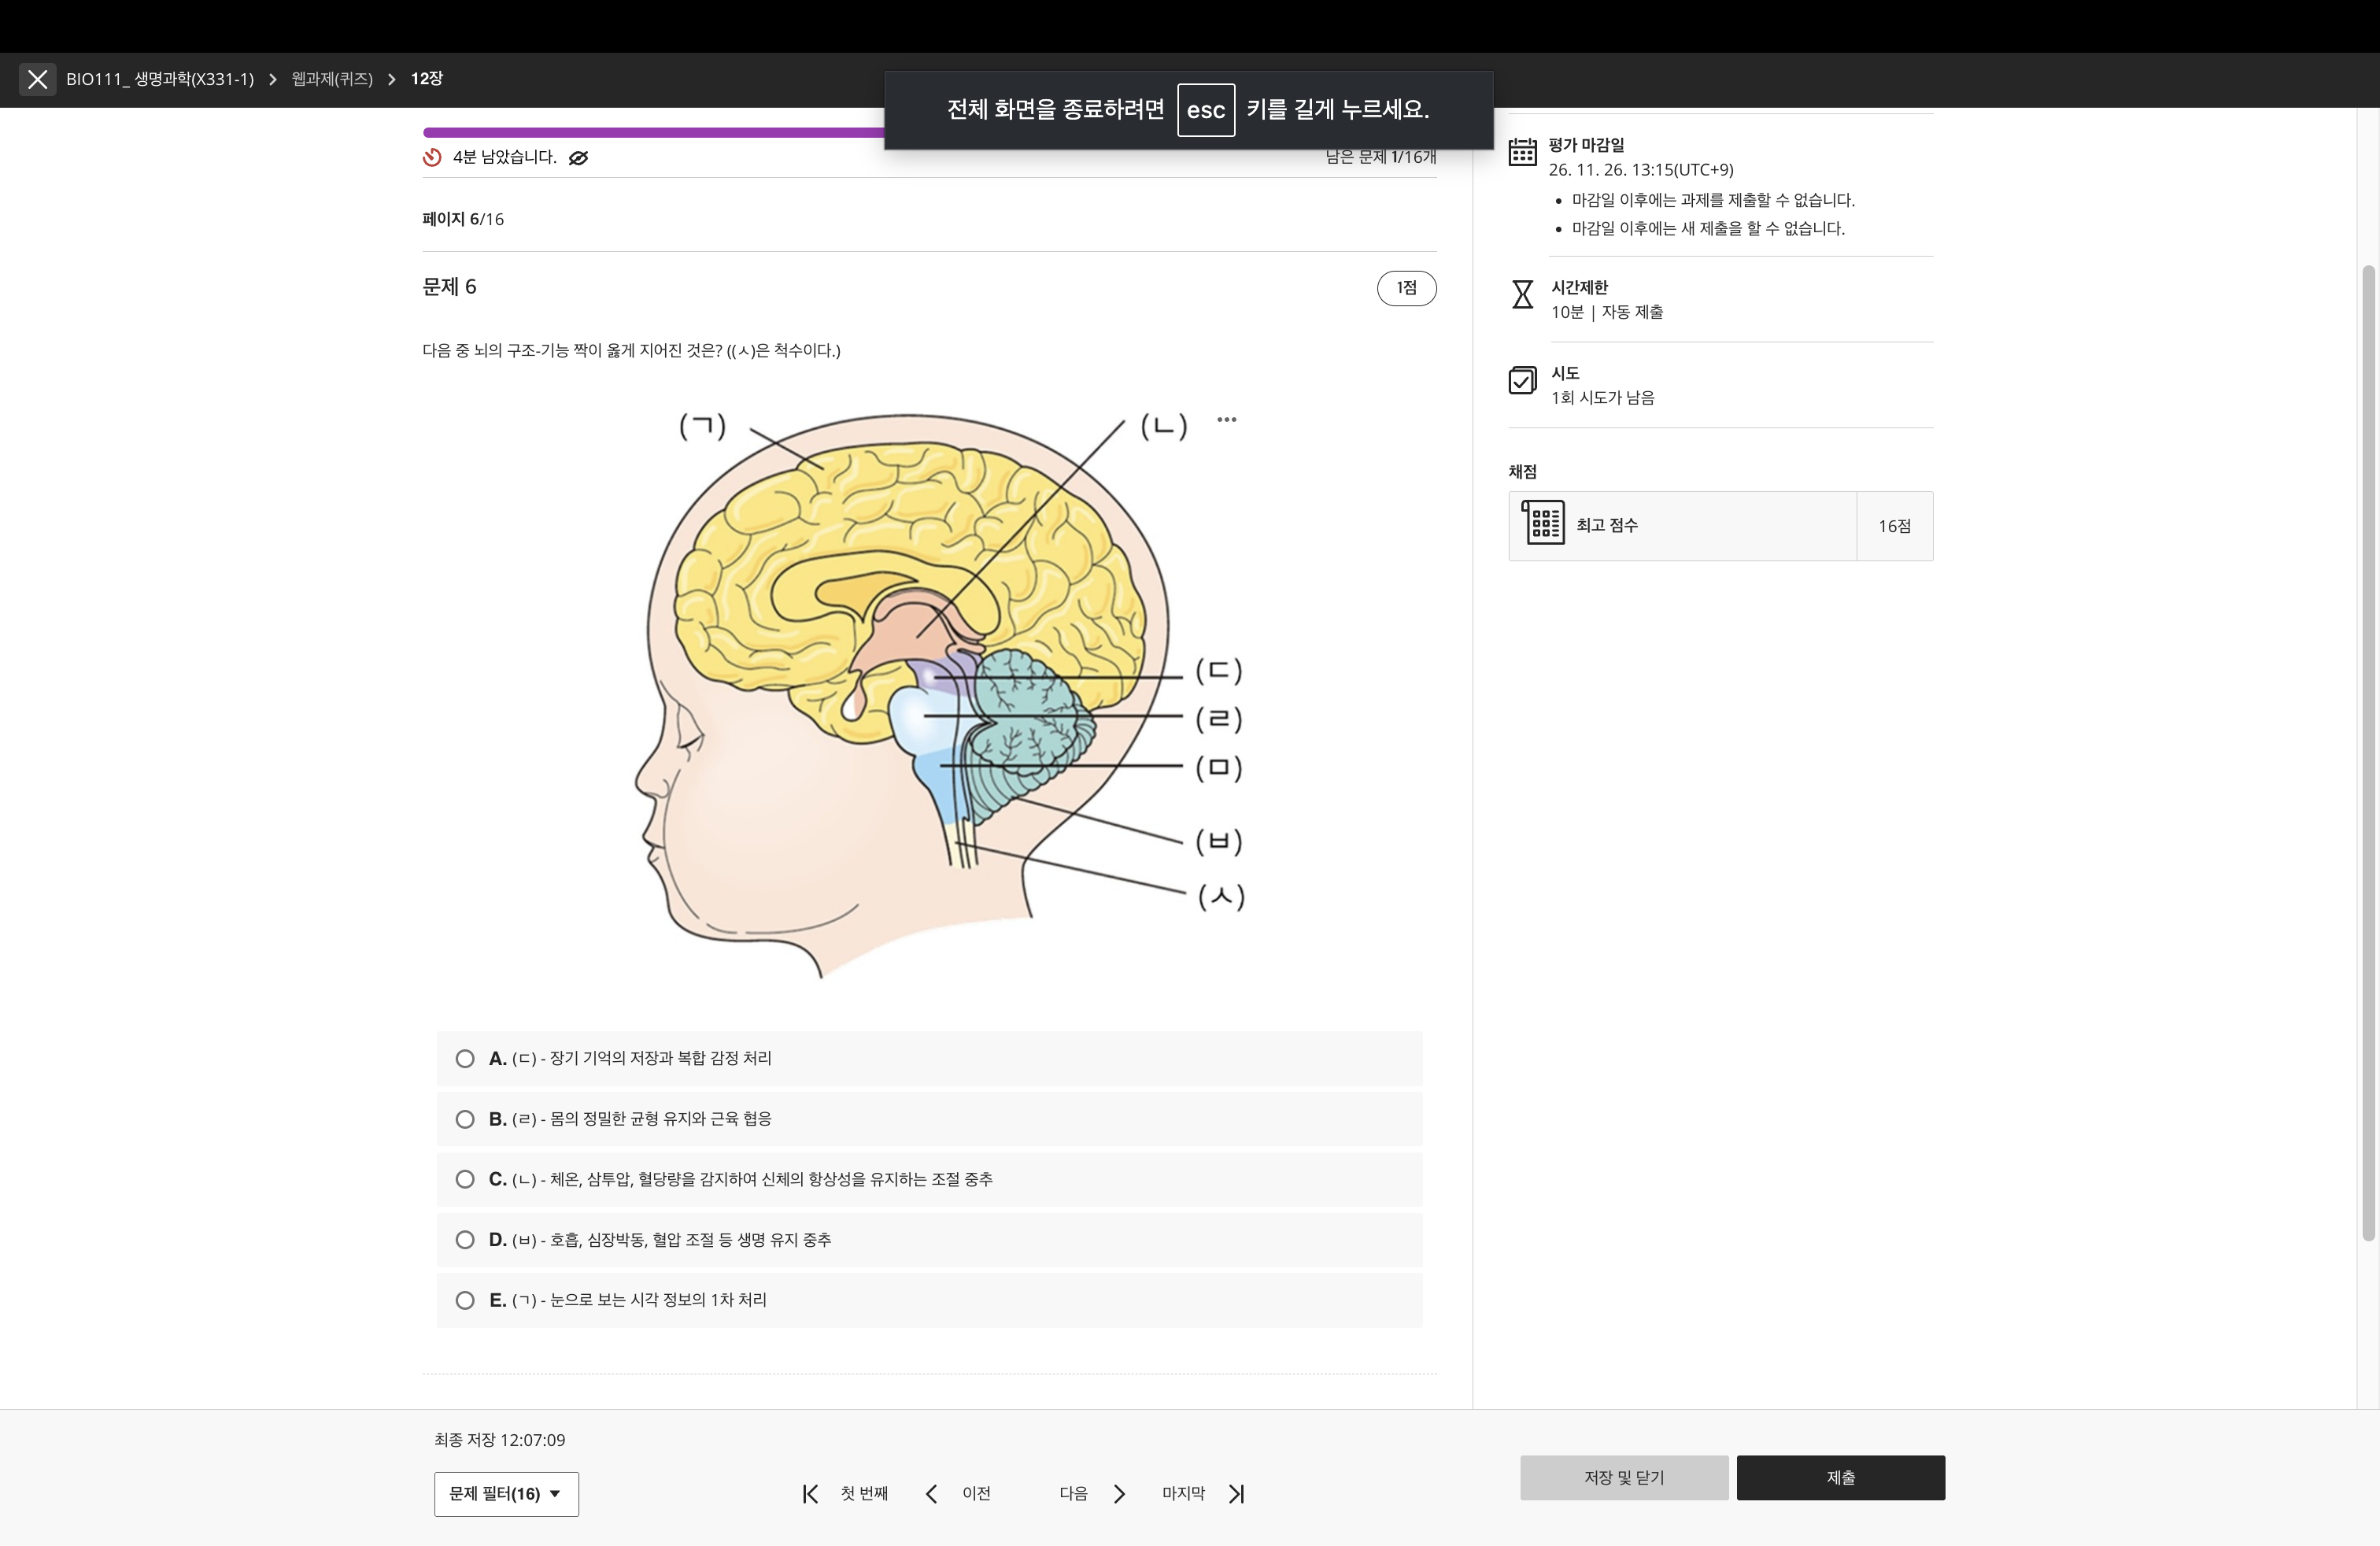 BIO111_ 생명과학(X331-1) > 웹과제(퀴즈) > 12장
전체 화면을 종료하려면 esc 키를 길게 누르세요.
4분 남았습니다.
남은 문제 1/16개
페이지 6/16
문제 6
1점
다음 중 뇌의 구조-기능 짝이 옳게 지어진 것은? ((ㅅ)은 척수이다.)
(ㄱ)
(ㄴ)
(ㄷ)
(ㄹ)
(ㅁ)
(ㅂ)
(ㅅ)
A. (ㄷ) - 장기 기억의 저장과 복합 감정 처리
B. (ㄹ) - 몸의 정밀한 균형 유지와 근육 협응
C. (ㄴ) - 체온, 삼투압, 혈당량을 감지하여 신체의 항상성을 유지하는 조절 중추
D. (ㅂ) - 호흡, 심장박동, 혈압 조절 등 생명 유지 중추
E. (ㄱ) - 눈으로 보는 시각 정보의 1차 처리
평가 마감일
26. 11. 26. 13:15(UTC+9)
• 마감일 이후에는 과제를 제출할 수 없습니다.
• 마감일 이후에는 새 제출을 할 수 없습니다.
시간제한
10분 | 자동 제출
시도
1회 시도가 남음
채점
최고 점수
16점
최종 저장 12:07:09
문제 필터(16)
첫 번째
이전
다음
마지막
저장 및 닫기
제출